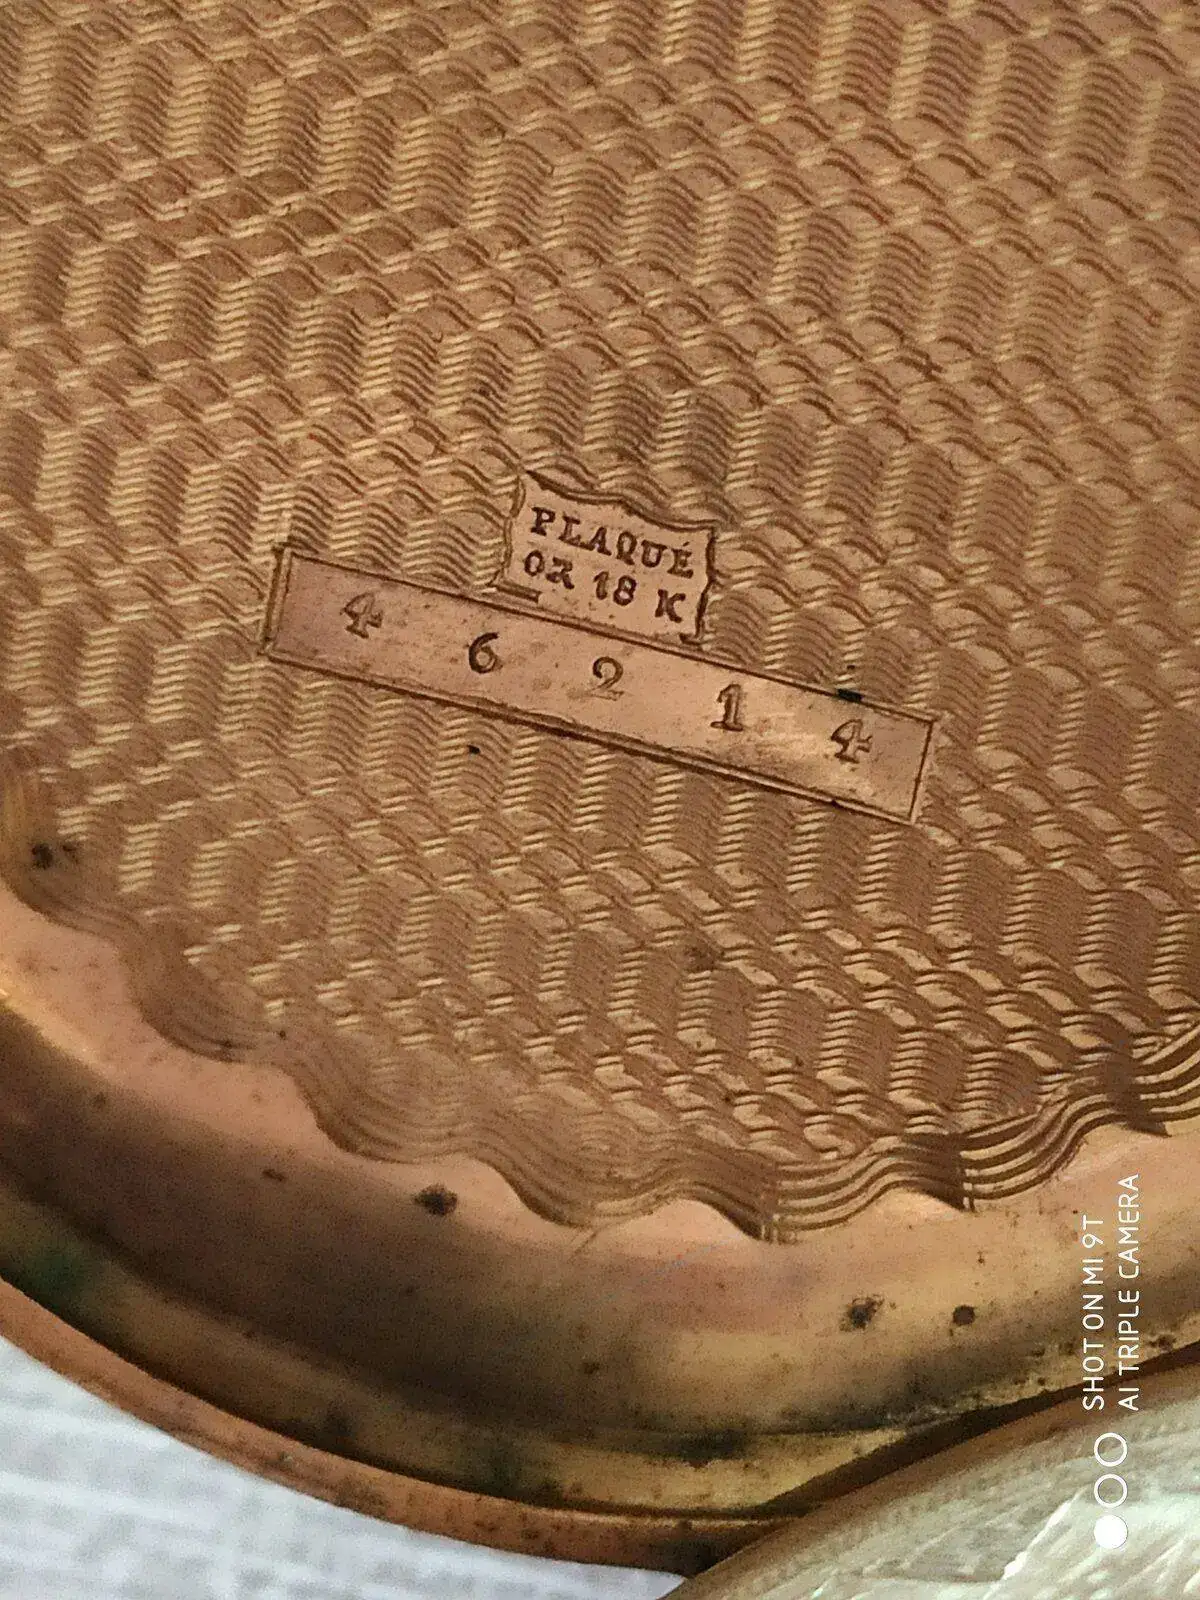 PLAQUÉ
OR 18 K
4 6 2 1 4
SHOT ON MI 9T
AI TRIPLE CAMERA